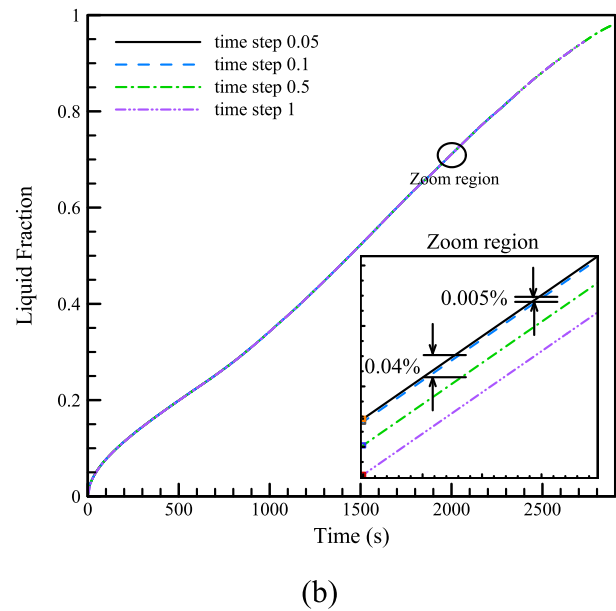 (b)
1
0.8
0.6
0.4
0.2
0
Liquid Fraction
time step 0.05
time step 0.1
time step 0.5
time step 1
Zoom region
Zoom region
0.005%
0.04%
0
500
1000
1500
2000
2500
Time (s)
(b)